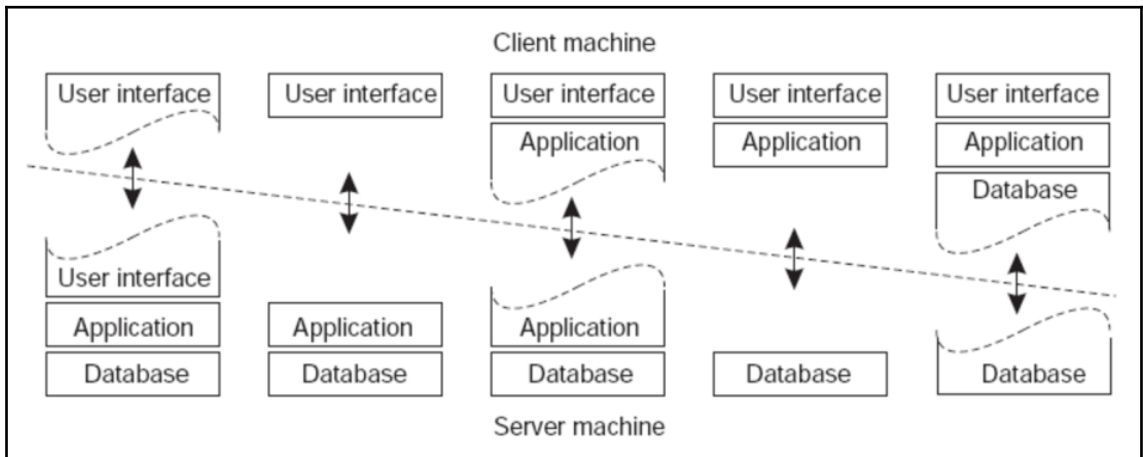 Client machine
User interface
User interface
User interface
User interface
User interface
Application
Application
Application
Database
User interface
Application
Application
Application
Database
Database
Database
Database
Database
Server machine